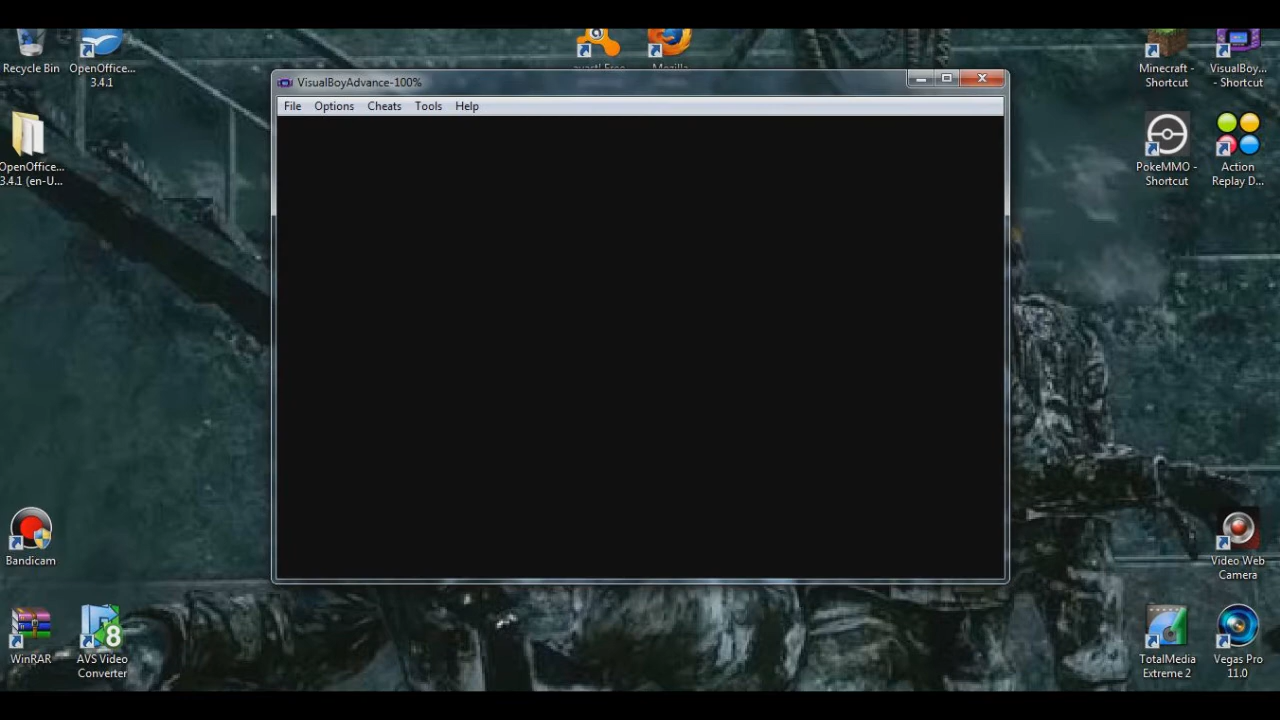 Recycle Bin
OpenOffice...
3.4.1
Mozilla
Minecraft -
Shortcut
VisualBoy...
- Shortcut
VisualBoyAdvance-100%
File Options Cheats Tools Help
OpenOffice...
3.4.1 (en-U...
PokeMMO -
Shortcut
Action
Replay D...
Bandicam
Video Web
Camera
WinRAR
8
AVS Video
Converter
TotalMedia
Extreme 2
Vegas Pro
11.0